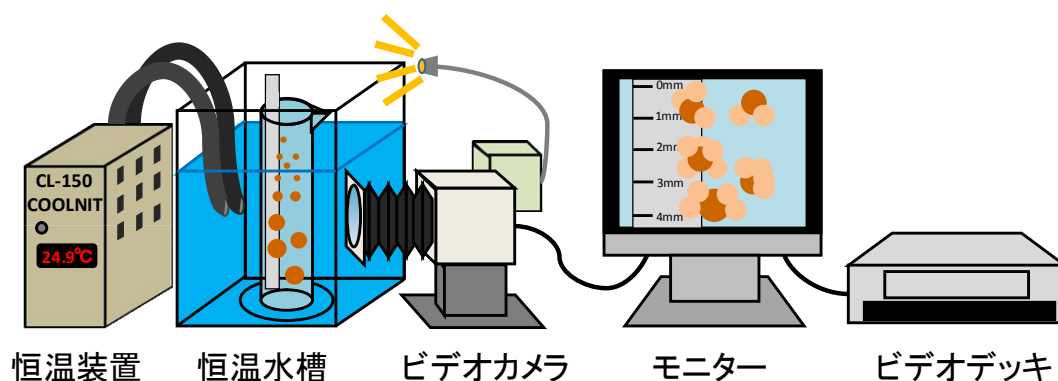 CL-150
COOLNIT
24.9℃
0mm
1mm
2mm
3mm
4mm
恒温装置
恒温水槽
ビデオカメラ
モニター
ビデオデッキ